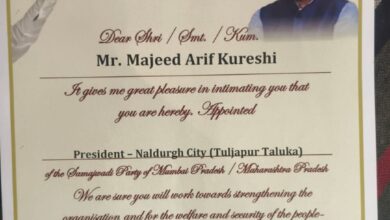 Dear Shri / Smt. / Kum.
Mr. Majeed Arif Kureshi
It gives me great pleasure in intimating you that
you are hereby. Appointed
President – Naldurgh City (Tuljapur Taluka)
of the Samajwadi Party of Mumbai Pradesh / Maharashtra Pradesh
We are sure you will work towards strengthening the
organisation and for the welfare and security of the people-